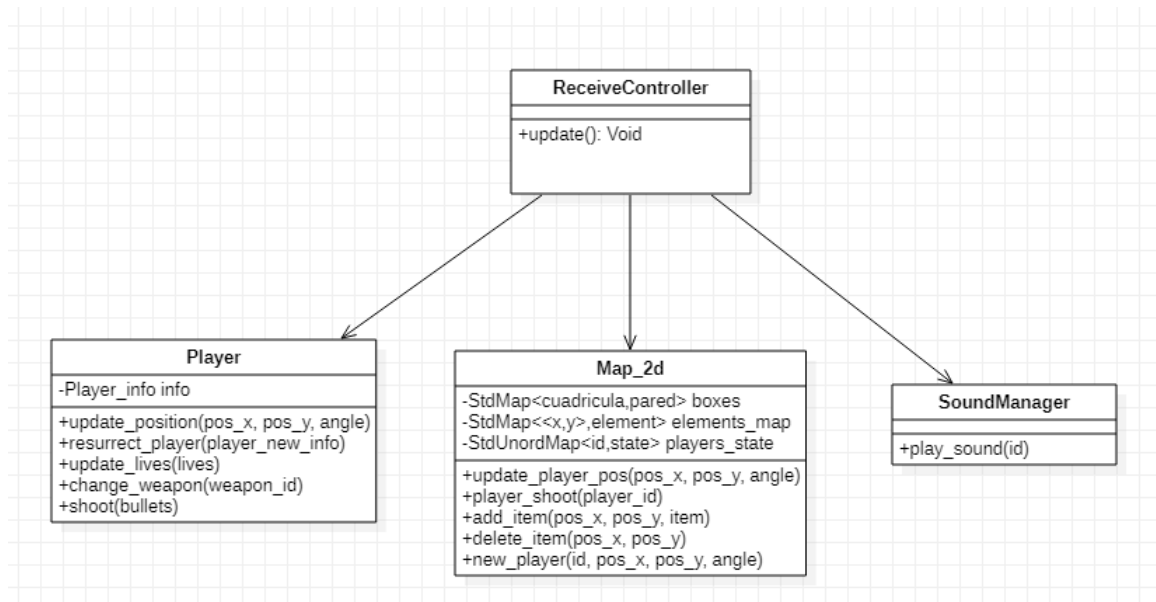 ReceiveController
+update(): Void
Player
-Player_info info
+update_position(pos_x, pos_y, angle)
+resurrect_player(player_new_info)
+update_lives(lives)
+change_weapon(weapon_id)
+shoot(bullets)
Map_2d
-StdMap<cuadricula,pared> boxes
-StdMap<<x,y>,element> elements_map
-StdUnordMap<id,state> players_state
+update_player_pos(pos_x, pos_y, angle)
+player_shoot(player_id)
+add_item(pos_x, pos_y, item)
+delete_item(pos_x, pos_y)
+new_player(id, pos_x, pos_y, angle)
SoundManager
+play_sound(id)